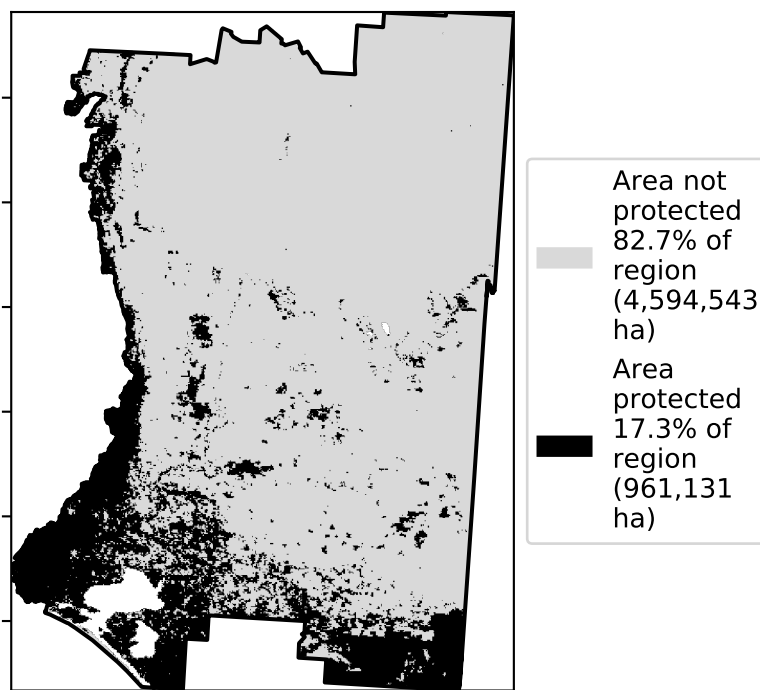 Area not
protected
82.7% of
region
(4,594,543
ha)
Area
protected
17.3% of
region
(961,131
ha)